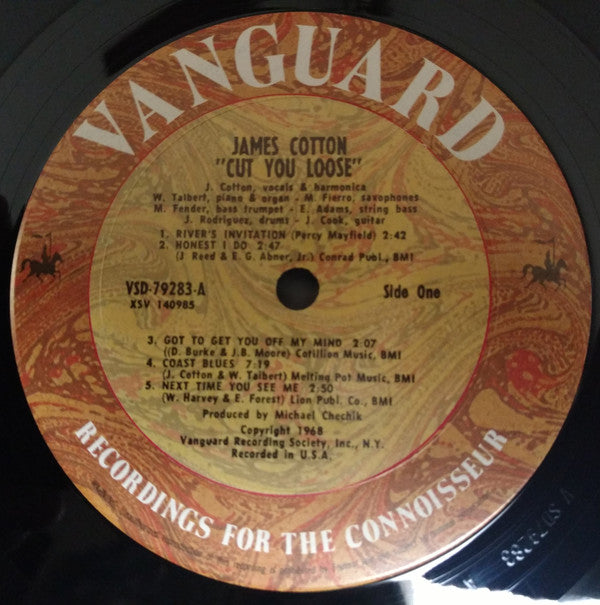 VANGUARD
JAMES COTTON
"CUT YOU LOOSE"
J. Cotton, vocals & harmonica
W. Talbert, piano & organ - M. Fierro, saxophones
M. Fender, bass trumpet - E. Adams, string bass
J. Rodriguez, drums - J. Cook, guitar
1. RIVER'S INVITATION (Percy Mayfield) 2:42
2. HONEST I DO 2:47
(J Reed & E. G. Abner, Jr.) Conrad Publ., BMI
VSD-79283-A
XSV 140985
Side One
3. GOT TO GET YOU OFF MY MIND 2:07
((D. Burke & J.B. Moore) Cotillion Music, BMI
4. COAST BLUES 7:19
(J. Cotton & W. Talbert) Melting Pot Music, BMI
5. NEXT TIME YOU SEE ME 2:50
(W. Harvey & E. Forest) Lion Publ. Co., BMI
Produced by Michael Chechik
Copyright 1968
Vanguard Recording Society, Inc., N.Y.
Recorded in U.S.A.
RECORDINGS FOR THE CONNOISSEUR